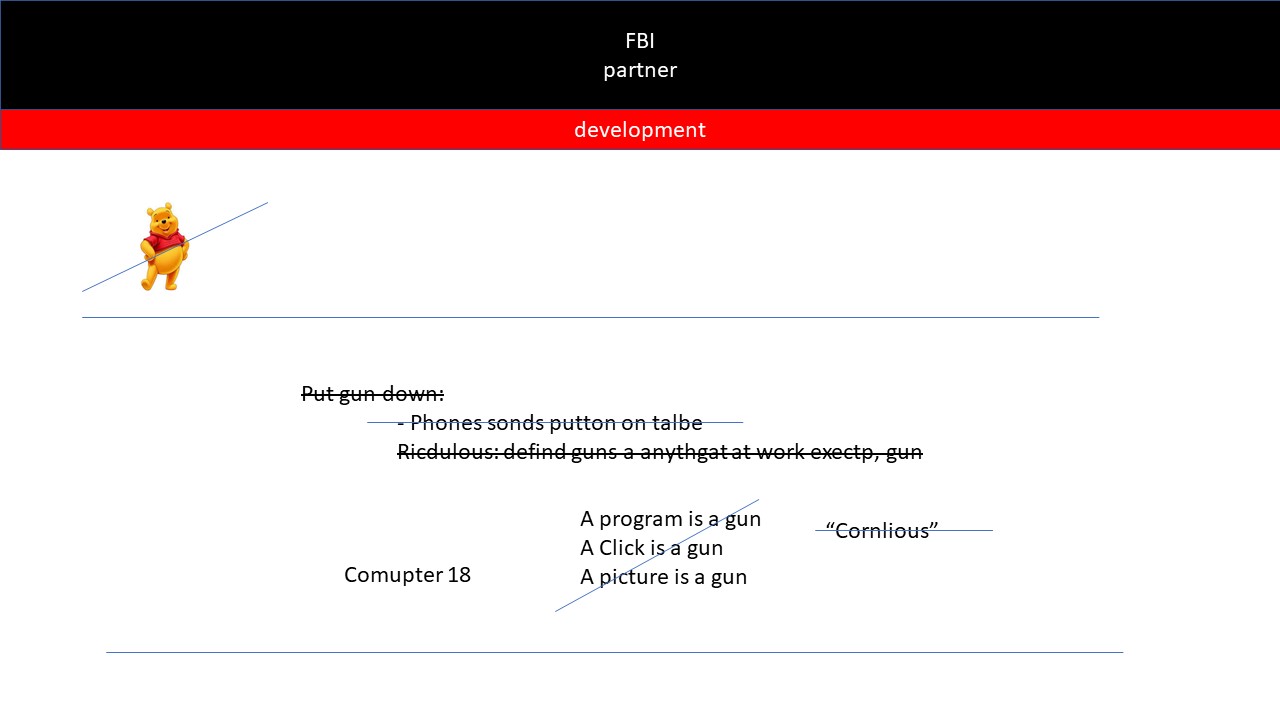 FBI
partner
development
Put gun down:
- Phones sonds putton on talbe
Ricdulous: defind guns a anythgat at work exectp, gun
A program is a gun
“Cornlious”
A Click is a gun
Comupter 18
A picture is a gun